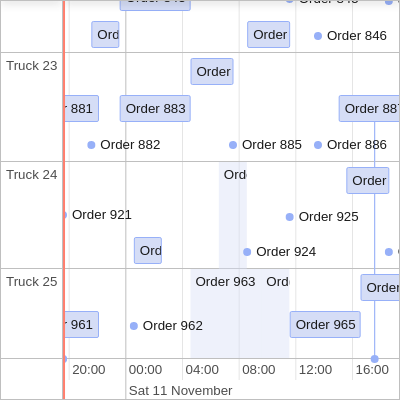 Ord
Order
Order 846
Truck 23
Order
881
Order 883
Order 887
Order 882
Order 885
Order 886
Truck 24
Ord
Order
Order 921
Order 925
Ord
Order 924
Truck 25
Order 963
Ord
Order
961
Order 962
Order 965
20:00
00:00
04:00
08:00
12:00
16:00
Sat 11 November